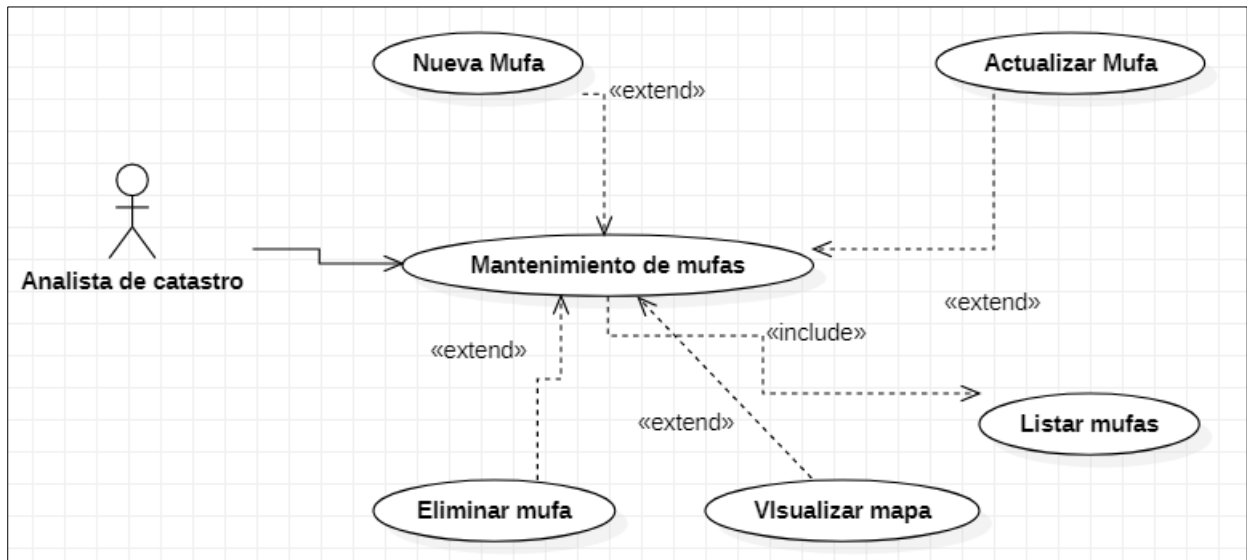 Nueva Mufa
Actualizar Mufa
«extend»
Analista de catastro
Mantenimiento de mufas
«extend»
«include»
«extend»
«extend»
Listar mufas
Eliminar mufa
VIsualizar mapa